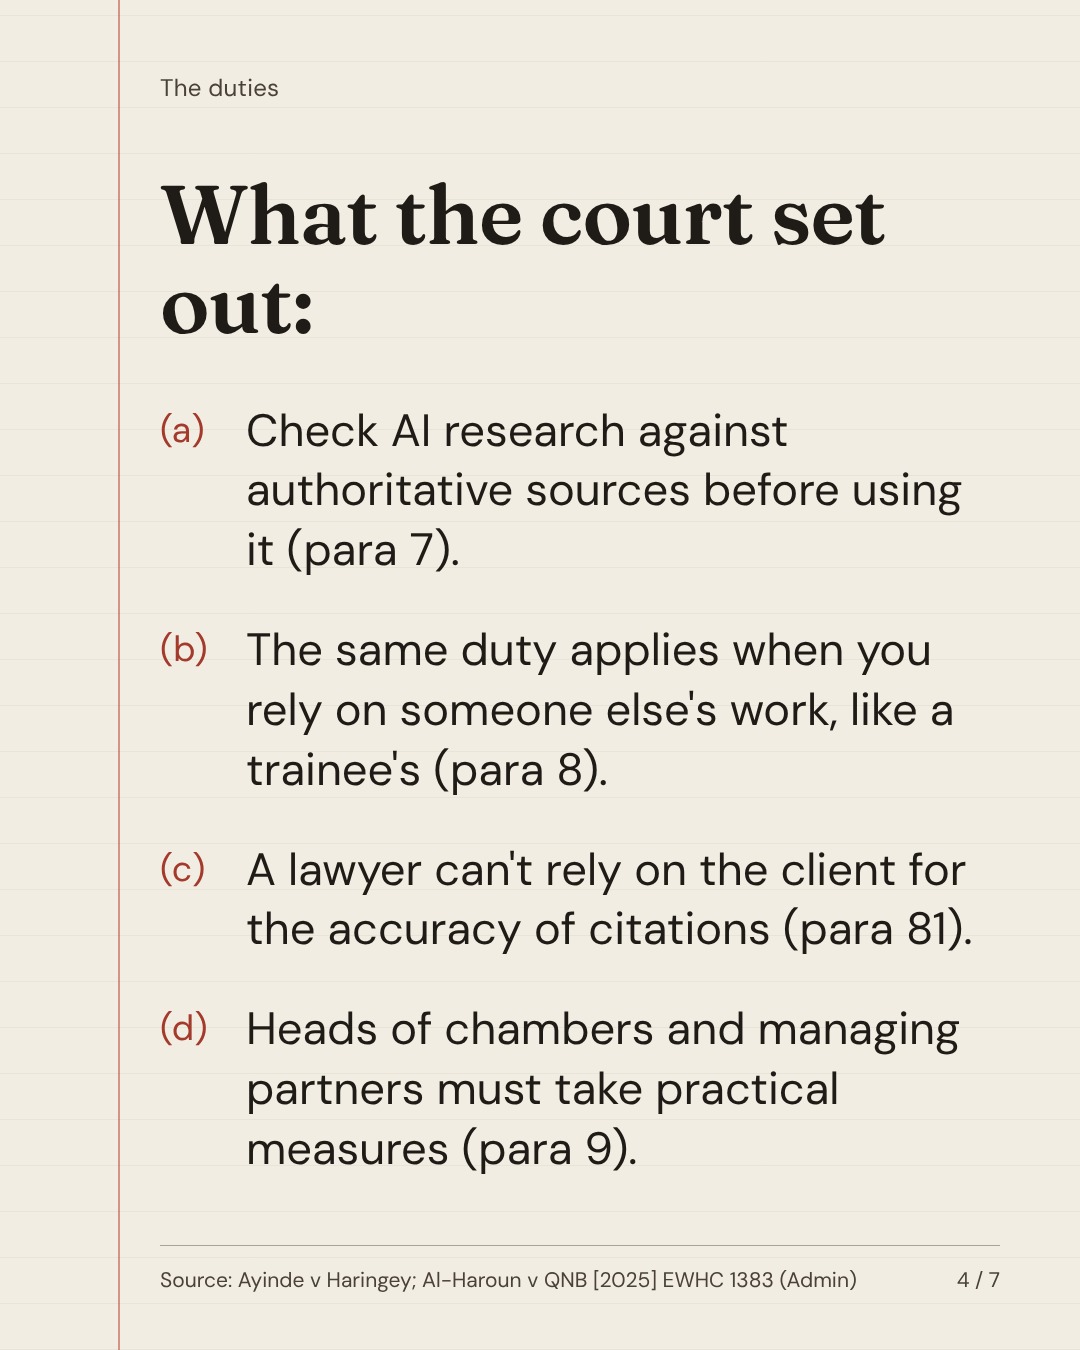 The duties
What the court set
out:
(a) Check AI research against
authoritative sources before using
it (para 7).
(b) The same duty applies when you
rely on someone else's work, like a
trainee's (para 8).
(c) A lawyer can't rely on the client for
the accuracy of citations (para 81).
(d) Heads of chambers and managing
partners must take practical
measures (para 9).
Source: Ayinde v Haringey; Al-Haroun v QNB [2025] EWHC 1383 (Admin) 4 / 7